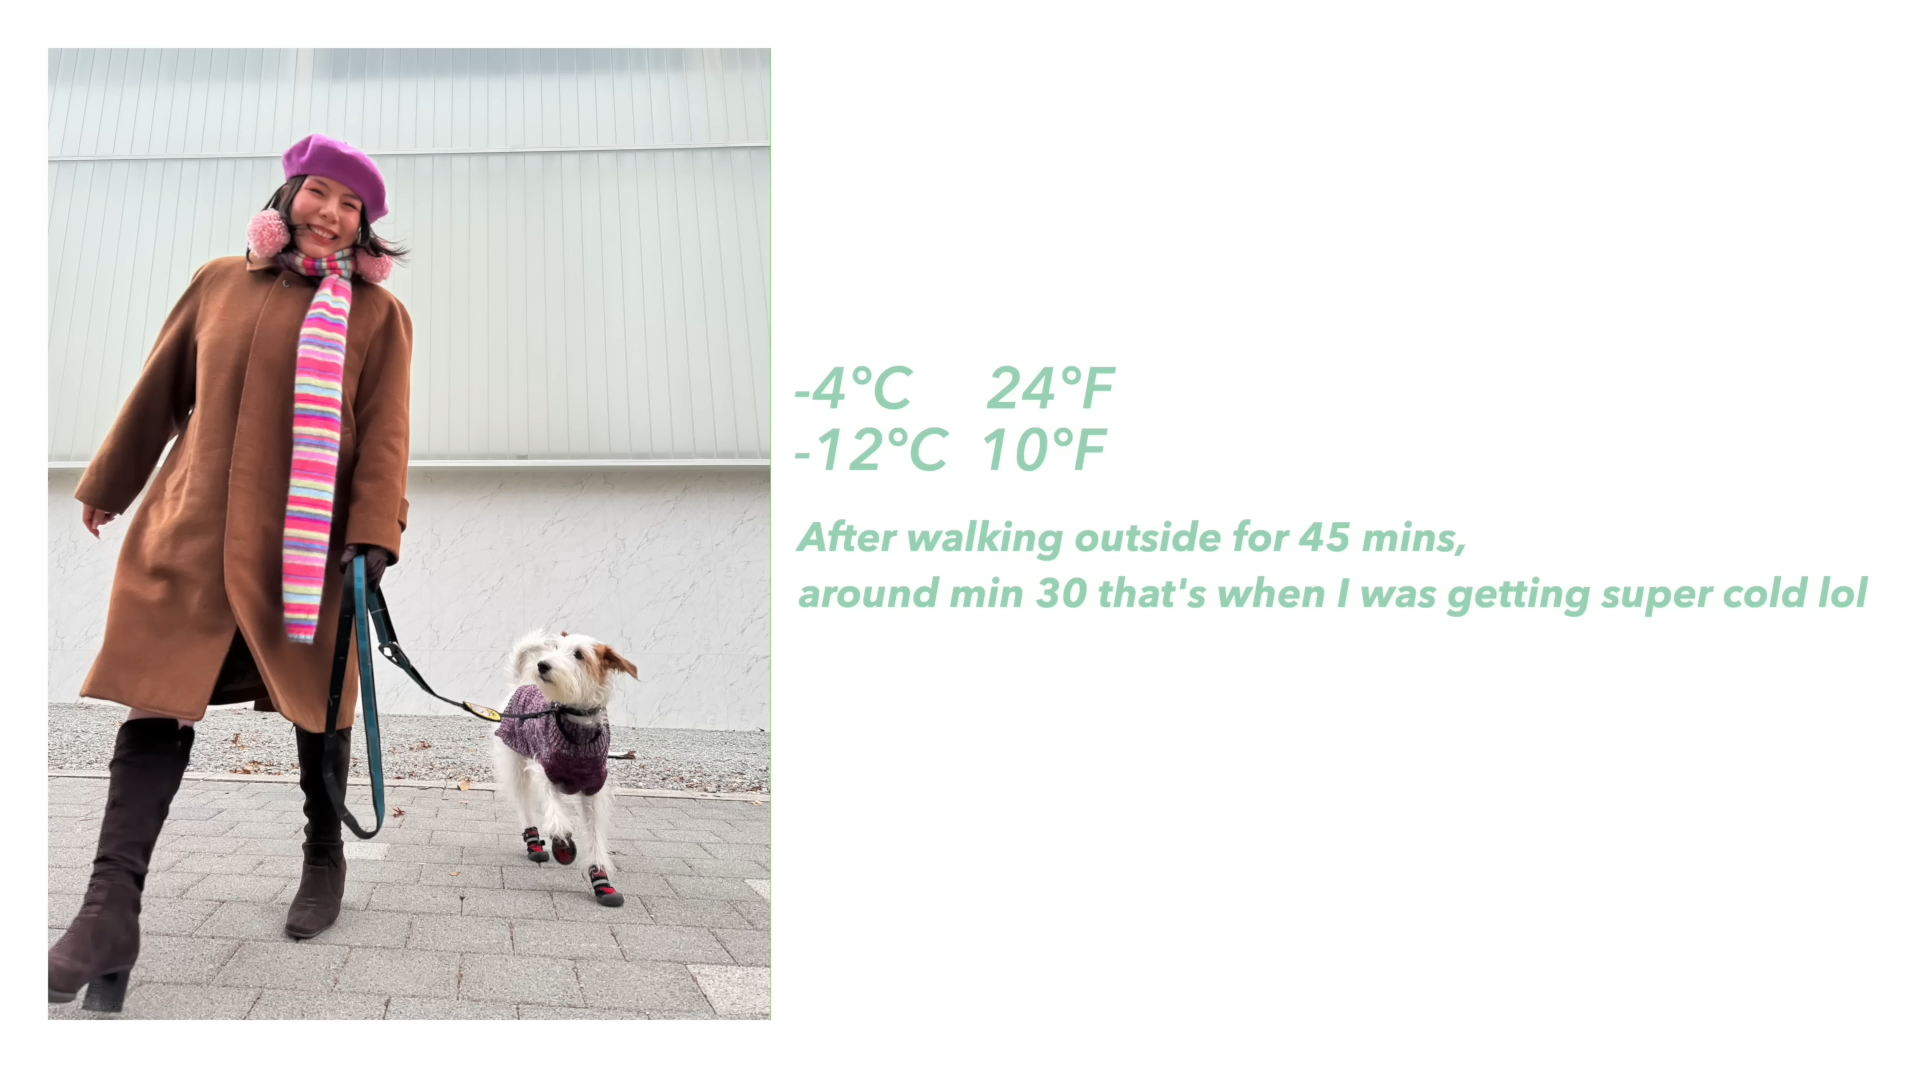 -4°C 24°F
-12°C 10°F
After walking outside for 45 mins,
around min 30 that's when I was getting super cold lol